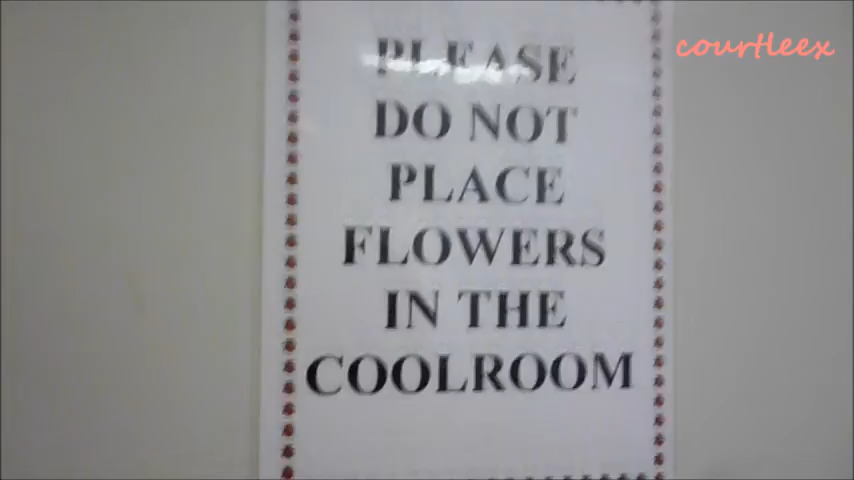 courtleex
PLEASE
DO NOT
PLACE
FLOWERS
IN THE
COOLROOM